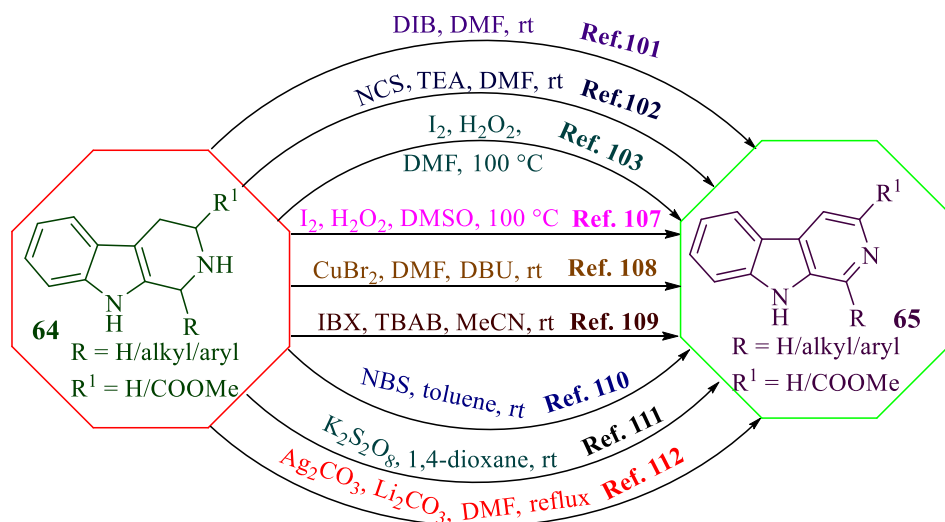 DIB, DMF, rt Ref.101
NCS, TEA, DMF, rt Ref.102
I₂, H₂O₂,
DMF, 100 °C
Ref. 103
I₂, H₂O₂, DMSO, 100 °C Ref. 107
CuBr₂, DMF, DBU, rt Ref. 108
IBX, TBAB, MeCN, rt Ref. 109
NBS, toluene, rt Ref. 110
K₂S₂O₈, 1,4-dioxane, rt Ref. 111
Ag₂CO₃, Li₂CO₃, DMF, reflux Ref. 112
R¹
NH
N
H
R
64
R = H/alkyl/aryl
R¹ = H/COOMe
R¹
N
N
H
R
65
R = H/alkyl/aryl
R¹ = H/COOMe